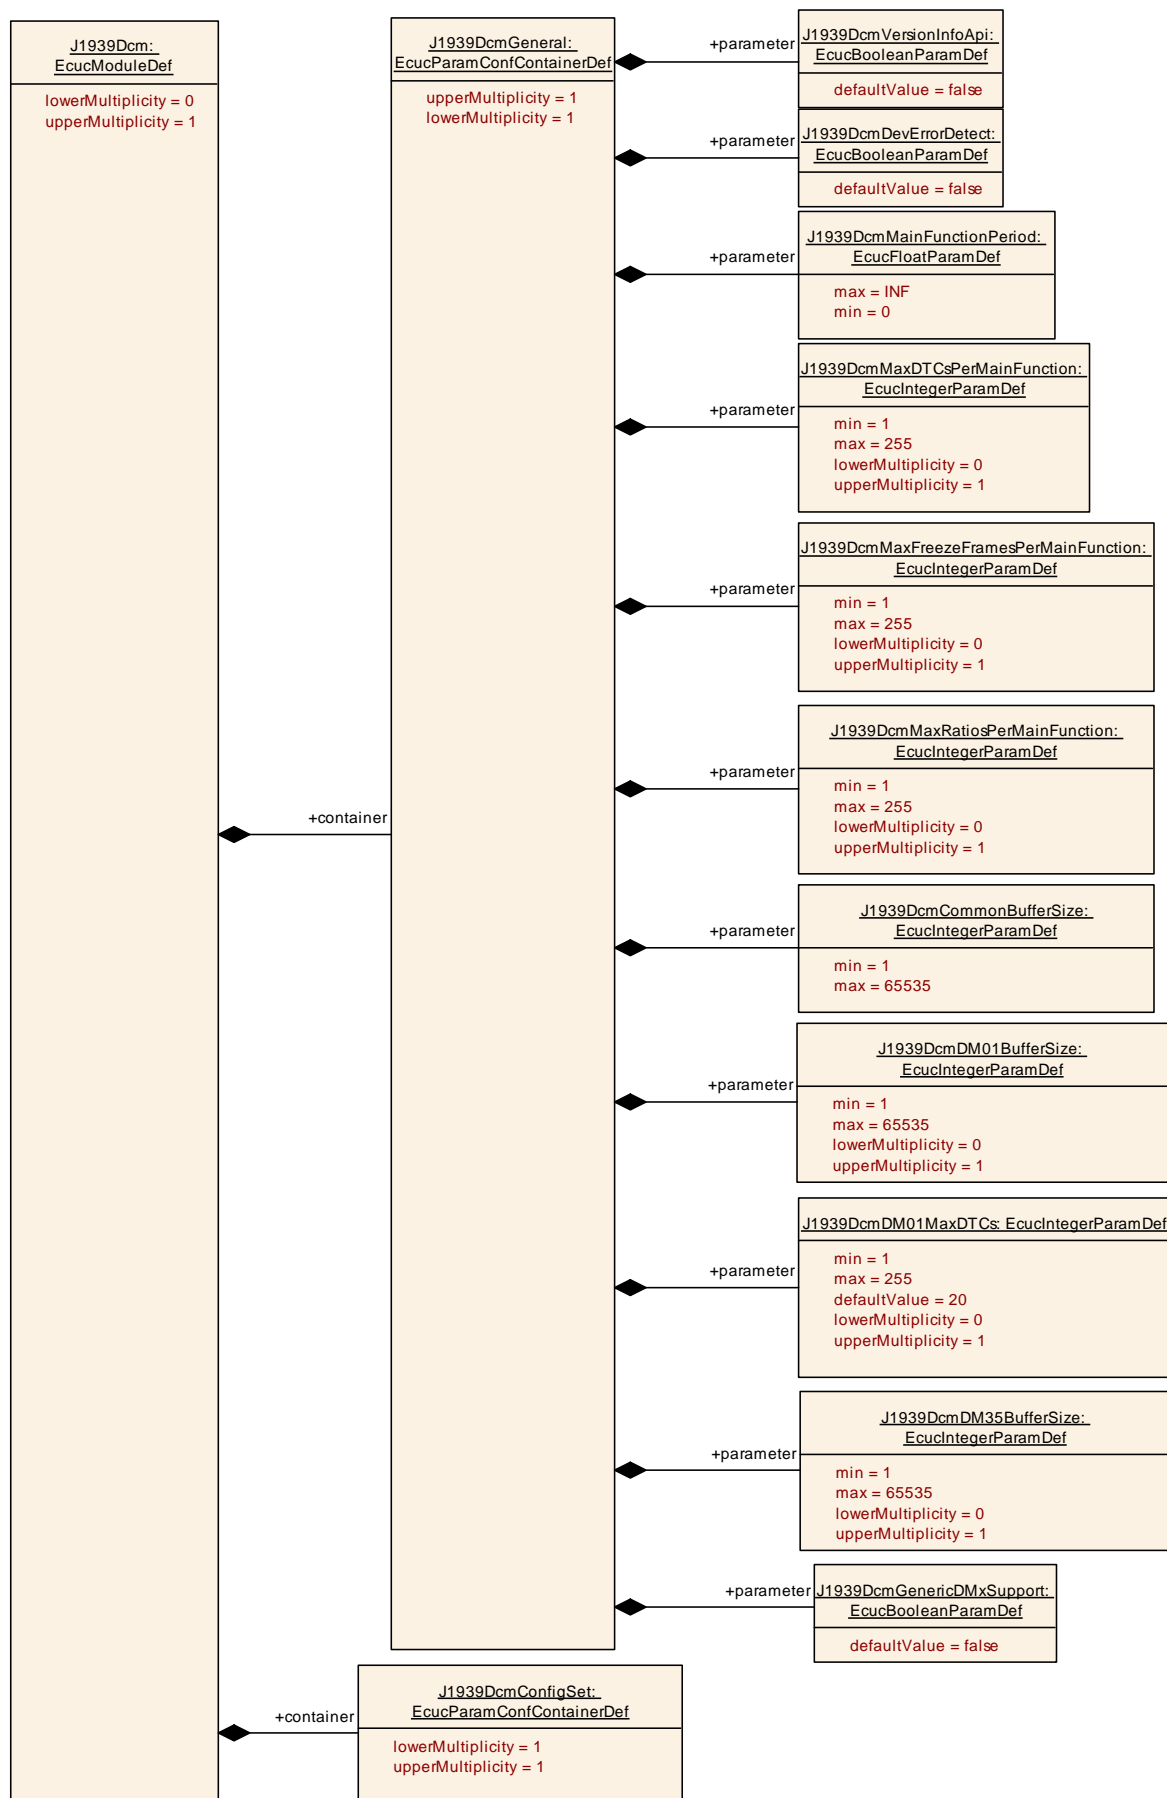 J1939Dcm:
EcucModuleDef
lowerMultiplicity = 0
upperMultiplicity = 1
+container
+container
J1939DcmGeneral:
EcucParamConfContainerDef
upperMultiplicity = 1
lowerMultiplicity = 1
+parameter
J1939DcmVersionInfoApi:
EcucBooleanParamDef
defaultValue = false
+parameter
J1939DcmDevErrorDetect:
EcucBooleanParamDef
defaultValue = false
+parameter
J1939DcmMainFunctionPeriod:
EcucFloatParamDef
max = INF
min = 0
+parameter
J1939DcmMaxDTCsPerMainFunction:
EcucIntegerParamDef
min = 1
max = 255
lowerMultiplicity = 0
upperMultiplicity = 1
+parameter
J1939DcmMaxFreezeFramesPerMainFunction:
EcucIntegerParamDef
min = 1
max = 255
lowerMultiplicity = 0
upperMultiplicity = 1
+parameter
J1939DcmMaxRatiosPerMainFunction:
EcucIntegerParamDef
min = 1
max = 255
lowerMultiplicity = 0
upperMultiplicity = 1
+parameter
J1939DcmCommonBufferSize:
EcucIntegerParamDef
min = 1
max = 65535
+parameter
J1939DcmDM01BufferSize:
EcucIntegerParamDef
min = 1
max = 65535
lowerMultiplicity = 0
upperMultiplicity = 1
+parameter
J1939DcmDM01MaxDTCs: EcucIntegerParamDef
min = 1
max = 255
defaultValue = 20
lowerMultiplicity = 0
upperMultiplicity = 1
+parameter
J1939DcmDM35BufferSize:
EcucIntegerParamDef
min = 1
max = 65535
lowerMultiplicity = 0
upperMultiplicity = 1
+parameter
J1939DcmGenericDMxSupport:
EcucBooleanParamDef
defaultValue = false
J1939DcmConfigSet:
EcucParamConfContainerDef
lowerMultiplicity = 1
upperMultiplicity = 1